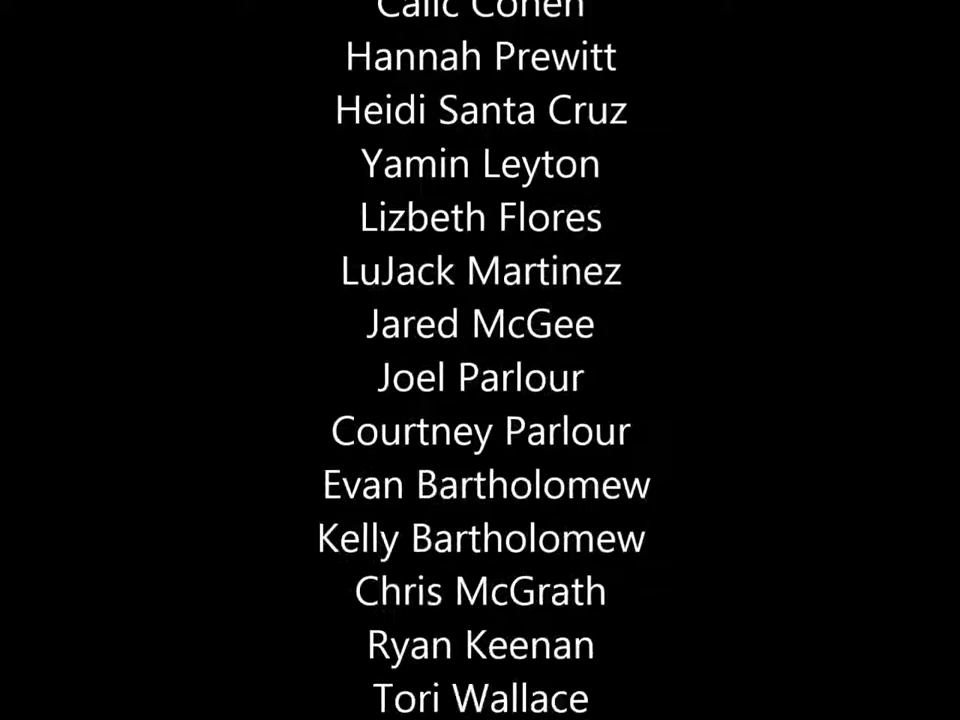 Cohen
Hannah Prewitt
Heidi Santa Cruz
Yamin Leyton
Lizbeth Flores
LuJack Martinez
Jared McGee
Joel Parlour
Courtney Parlour
Evan Bartholomew
Kelly Bartholomew
Chris McGrath
Ryan Keenan
Tori Wallace